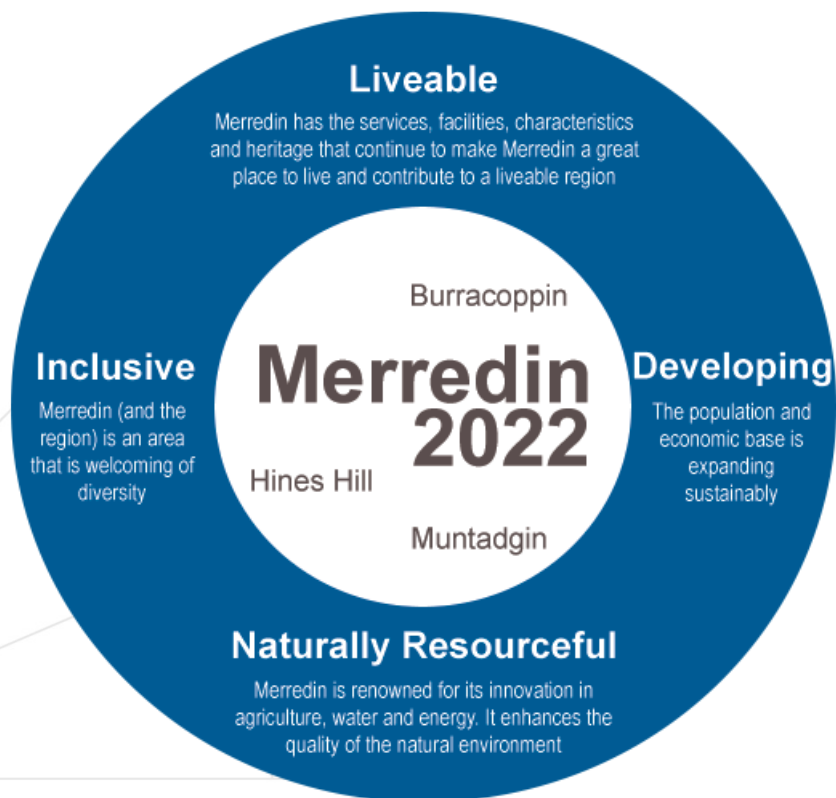 Liveable
Merredin has the services, facilities, characteristics
and heritage that continue to make Merredin a great
place to live and contribute to a liveable region
Burracoppin
Merredin
2022
Hines Hill
Muntadgin
Inclusive
Merredin (and the
region) is an area
that is welcoming of
diversity
Developing
The population and
economic base is
expanding
sustainably
Naturally Resourceful
Merredin is renowned for its innovation in
agriculture, water and energy. It enhances the
quality of the natural environment